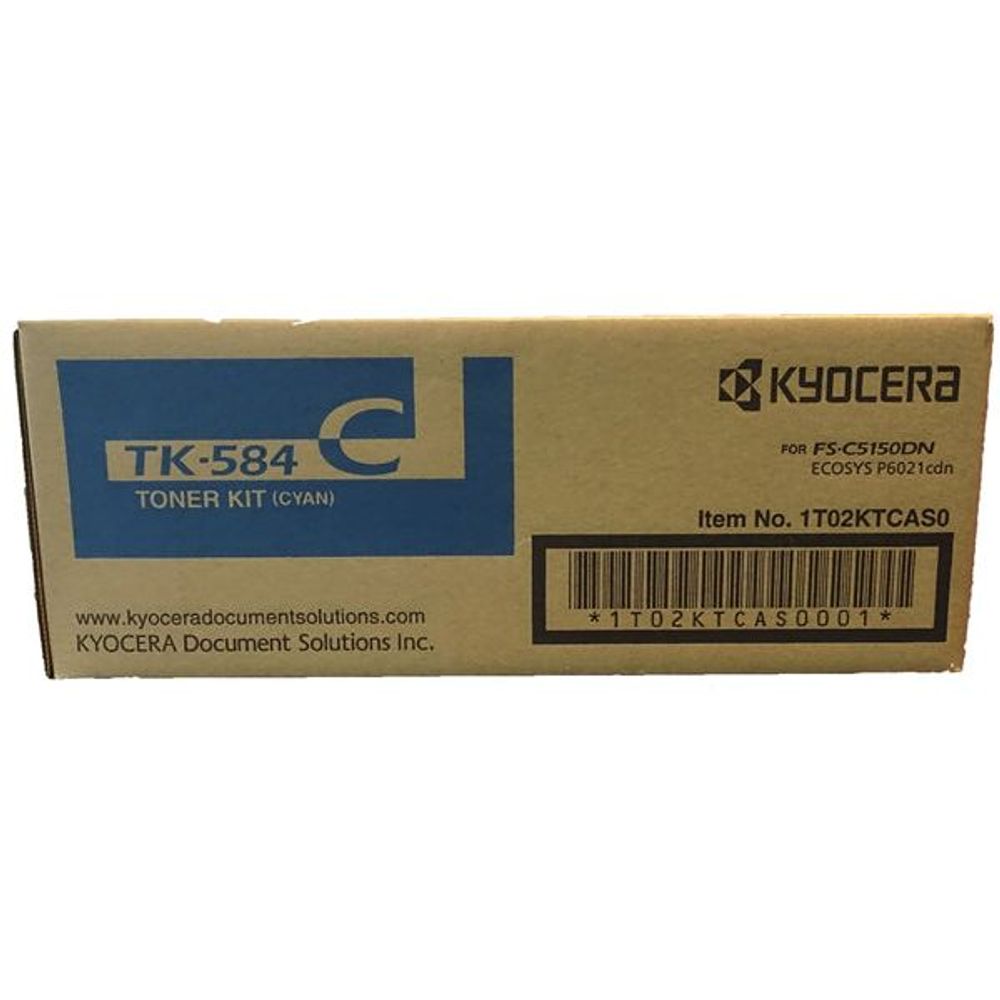 TK-584 C
TONER KIT (CYAN)
www.kyoceradocumentsolutions.com
KYOCERA Document Solutions Inc.
KYOCERA
FOR FS-C5150DN
ECOSYS P6021cdn
Item No. 1T02KTCAS0
*1T02KTCAS0001*